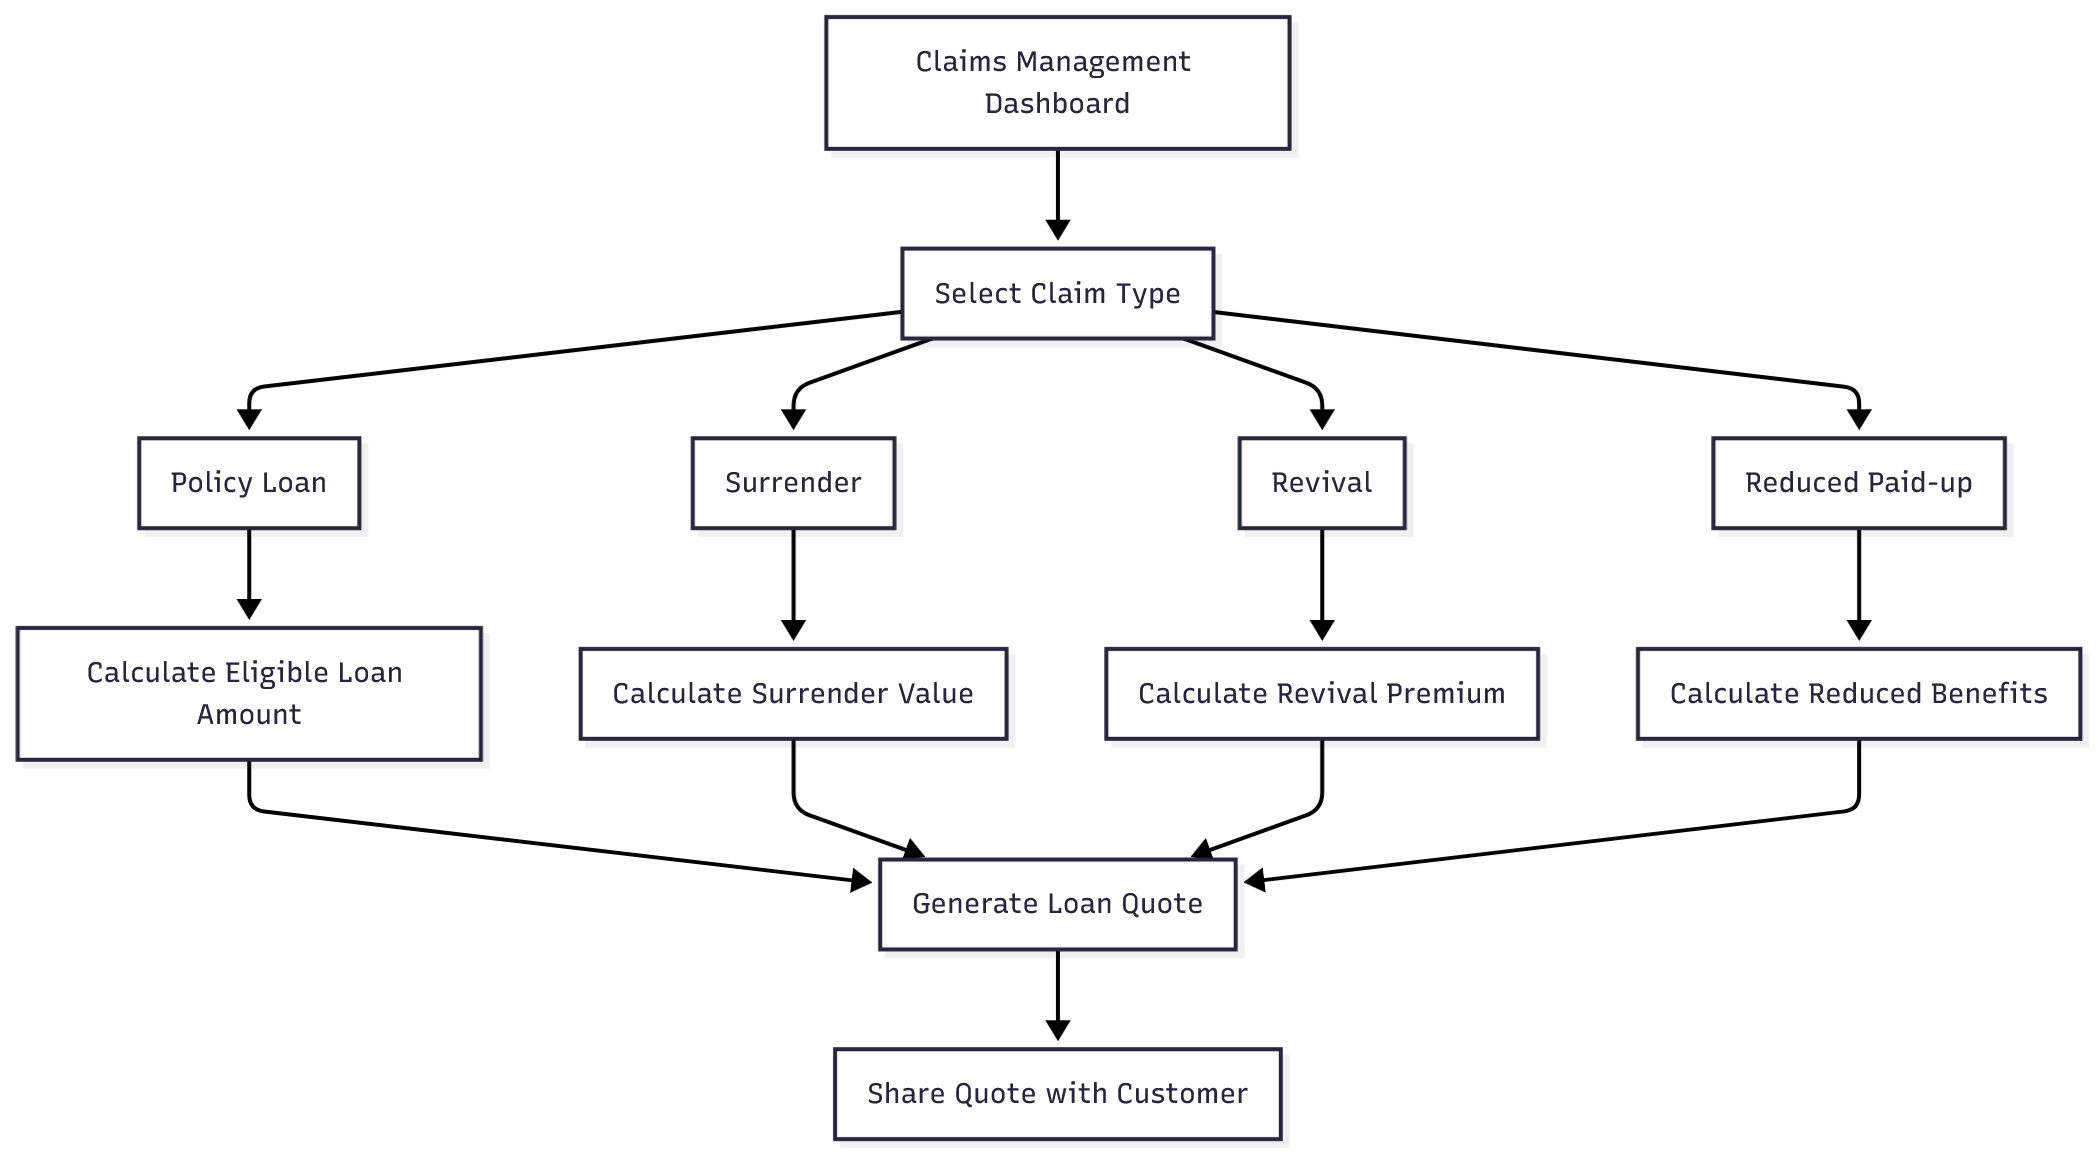 Claims Management
Dashboard
Select Claim Type
Policy Loan
Surrender
Revival
Reduced Paid-up
Calculate Eligible Loan
Amount
Calculate Surrender Value
Calculate Revival Premium
Calculate Reduced Benefits
Generate Loan Quote
Share Quote with Customer